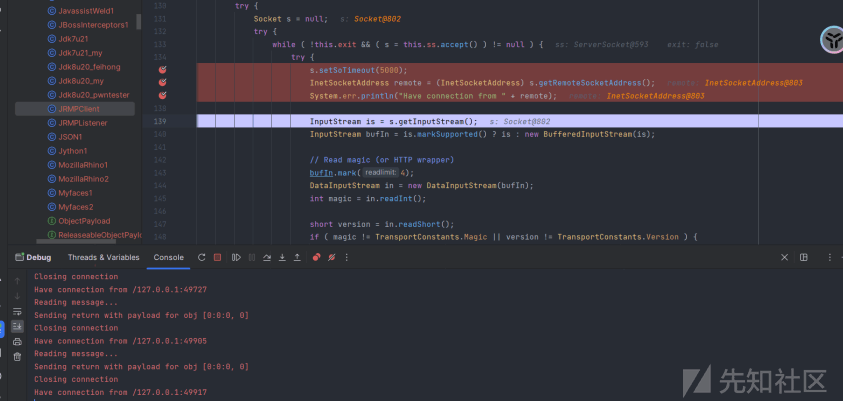 JavassistWeld1
JBossInterceptors1
Jdk7u21
Jdk7u21_my
Jdk8u20_feihong
Jdk8u20_my
Jdk8u20_pwntester
JRMPClient
JRMPListener
JSON1
Jython1
MozillaRhino1
MozillaRhino2
Myfaces1
Myfaces2
ObjectPayload
ReleaseableObjectPaylo
130 try {
131 Socket s = null; s: Socket@802
132 try {
133 while ( !this.exit && ( s = this.ss.accept() ) != null ) { ss: ServerSocket@593 exit: false
134 try {
s.setSoTimeout(5000);
InetSocketAddress remote = (InetSocketAddress) s.getRemoteSocketAddress(); remote: InetSocketAddress@803
System.err.println("Have connection from " + remote); remote: InetSocketAddress@803
138
139 InputStream is = s.getInputStream(); s: Socket@802
140 InputStream bufIn = is.markSupported() ? is : new BufferedInputStream(is);
141
142 // Read magic (or HTTP wrapper)
143 bufIn.mark( readlimit: 4);
144 DataInputStream in = new DataInputStream(bufIn);
145 int magic = in.readInt();
146
147 short version = in.readShort();
148 if ( magic != TransportConstants.Magic || version != TransportConstants.Version ) {
Debug Threads & Variables Console
Closing connection
Have connection from /127.0.0.1:49727
Reading message...
Sending return with payload for obj [0:0:0, 0]
Closing connection
Have connection from /127.0.0.1:49905
Reading message...
Sending return with payload for obj [0:0:0, 0]
Closing connection
Have connection from /127.0.0.1:49917
先知社区